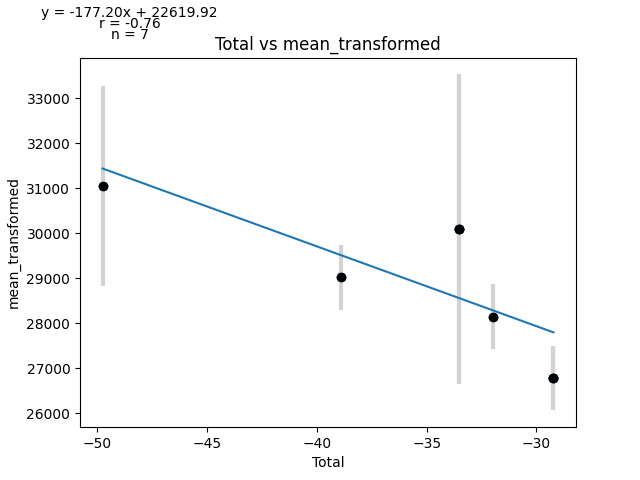 y = -177.20x + 22619.92
r = -0.76
n = 7
Total vs mean_transformed
mean_transformed
33000
32000
31000
30000
29000
28000
27000
26000
−50
−45
−40
−35
−30
Total